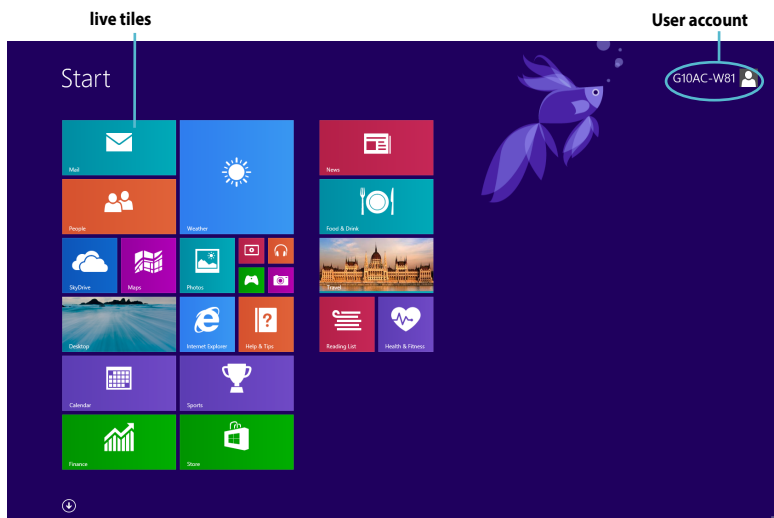 live tiles
User account
Start
G10AC-W81
Mail
Weather
News
People
Food & Drink
SkyDrive
Maps
Photos
Travel
Desktop
Internet Explorer
Help & Tips
Reading List
Health & Fitness
Calendar
Sports
Finance
Store